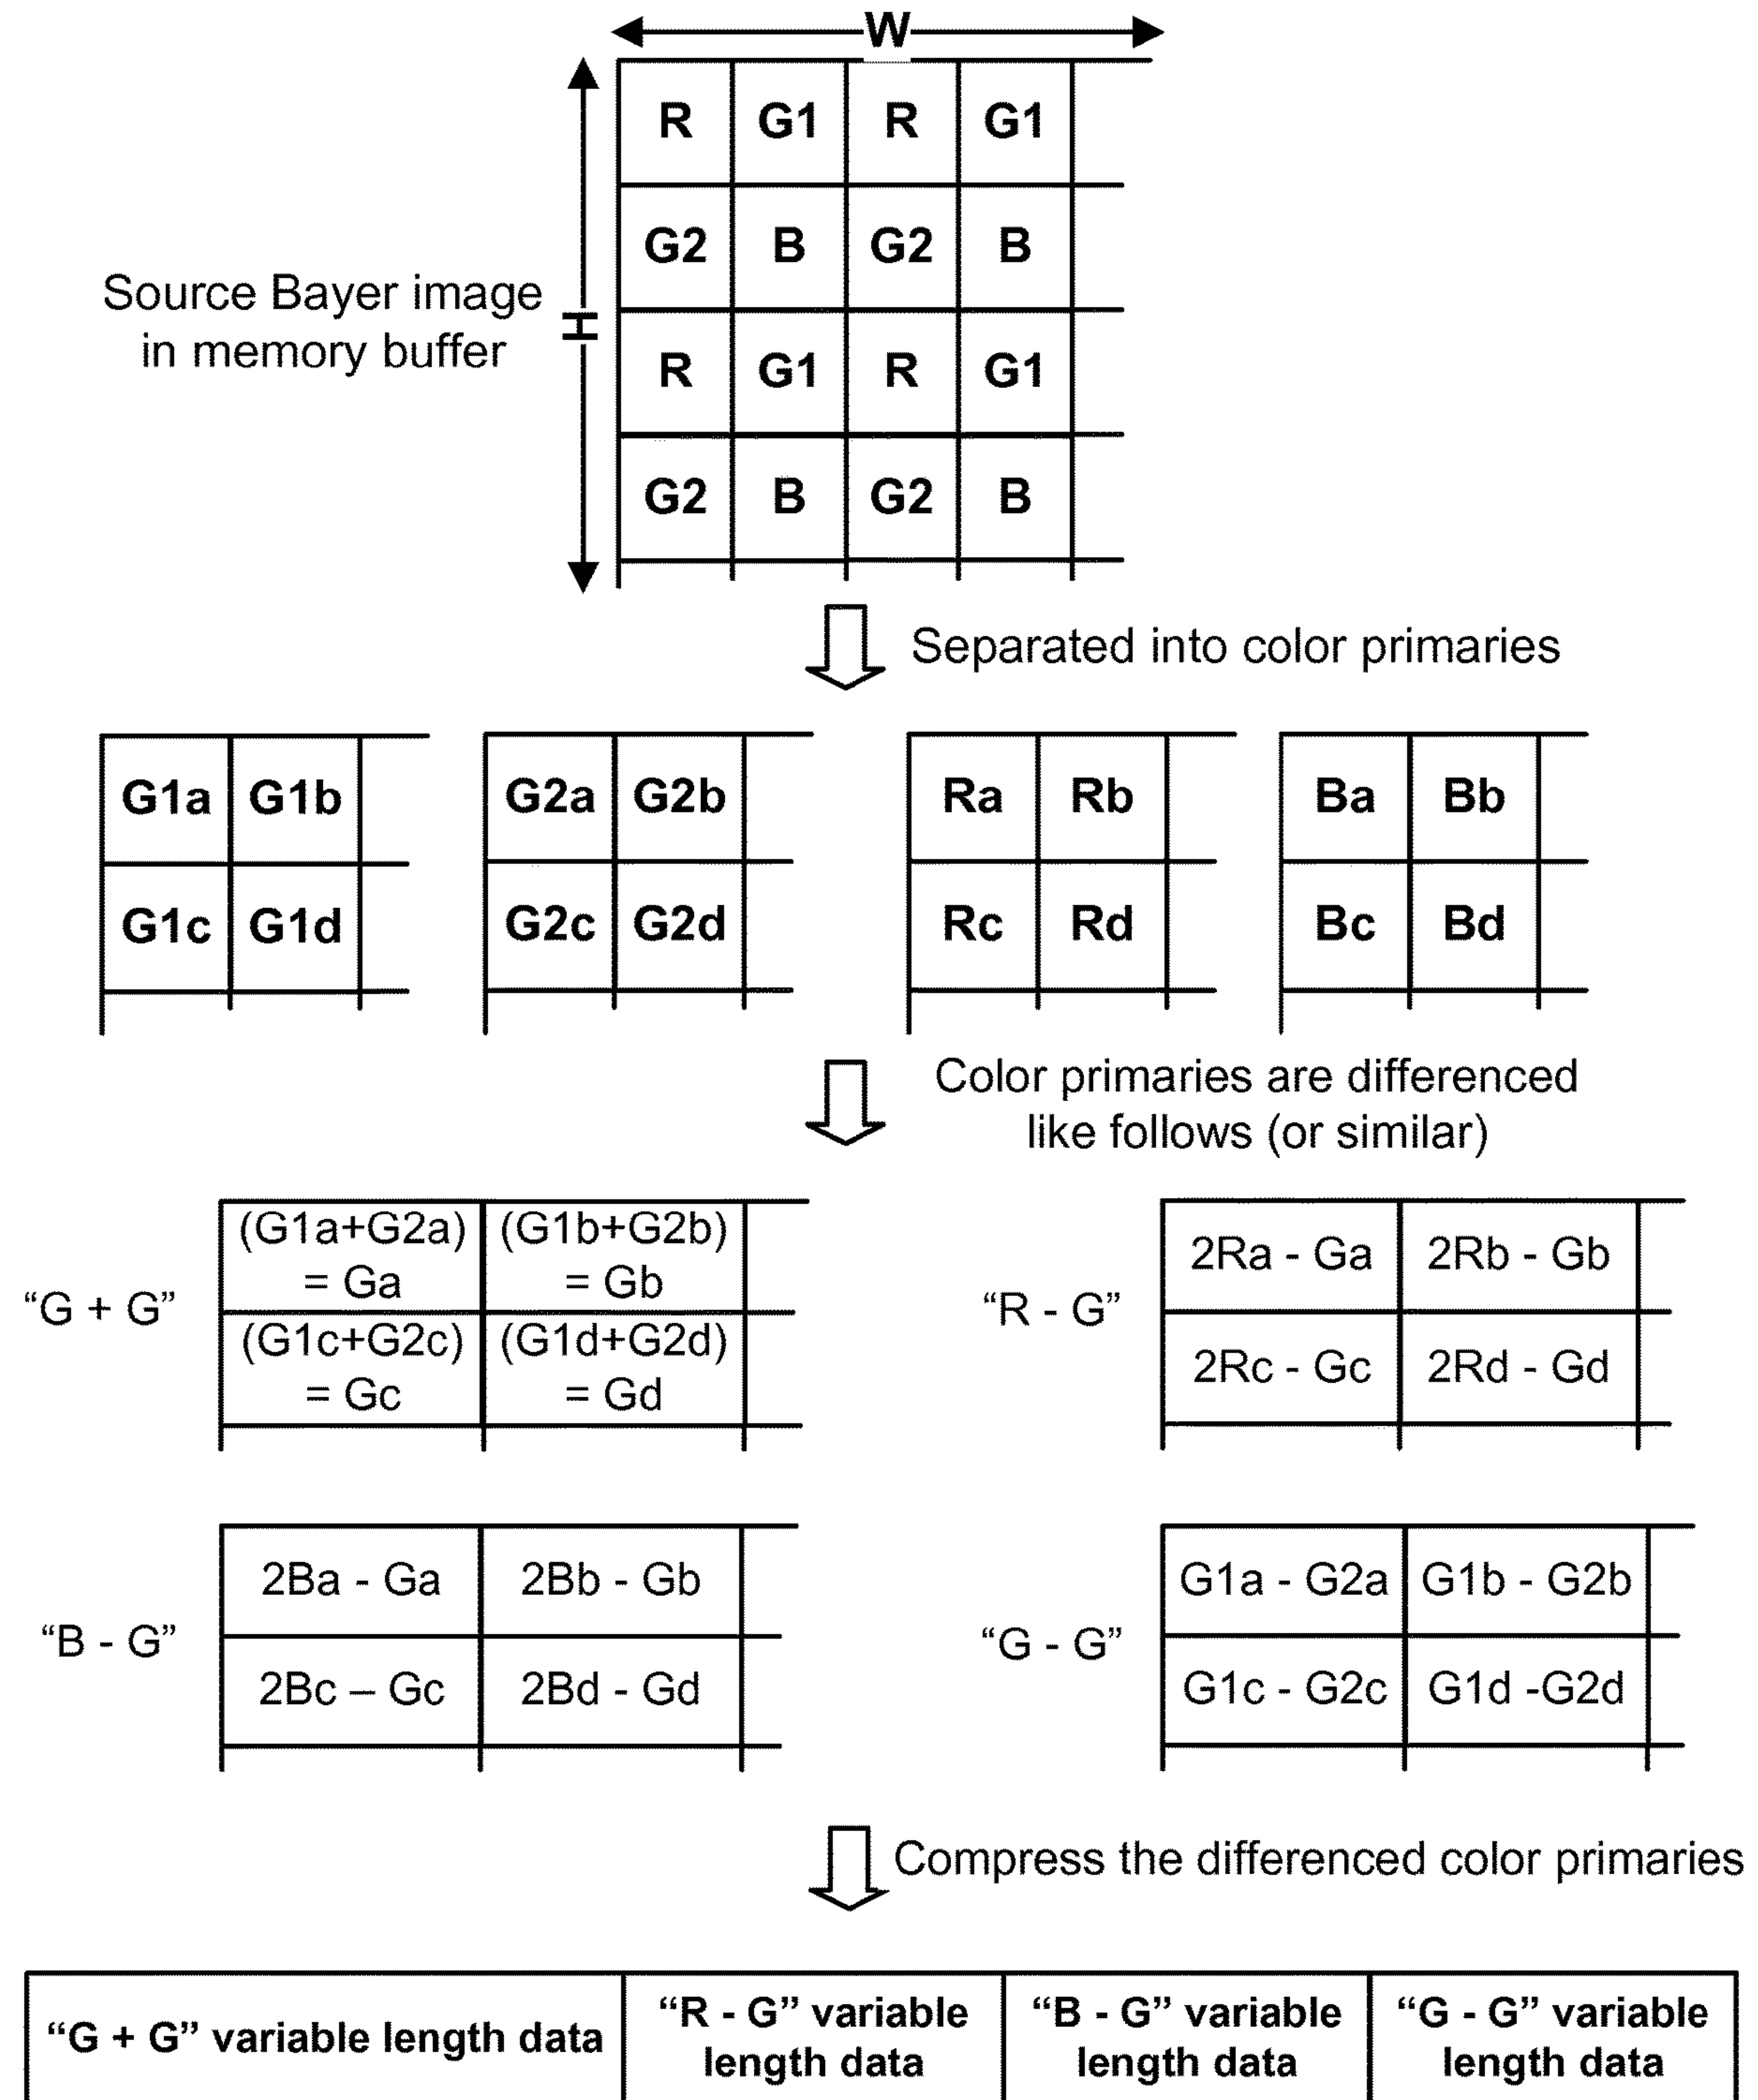 W
R G1 R G1
G2 B G2 B
Source Bayer image
in memory buffer
H
R G1 R G1
G2 B G2 B
Separated into color primaries
G1a G1b G2a G2b Ra Rb Ba Bb
G1c G1d G2c G2d Rc Rd Bc Bd
Color primaries are differenced
like follows (or similar)
“G + G”
(G1a+G2a) (G1b+G2b)
= Ga = Gb
(G1c+G2c) (G1d+G2d)
= Gc = Gd
“R - G”
2Ra - Ga 2Rb - Gb
2Rc - Gc 2Rd - Gd
“B - G”
2Ba - Ga 2Bb - Gb
2Bc – Gc 2Bd - Gd
“G - G”
G1a - G2a G1b - G2b
G1c - G2c G1d -G2d
Compress the differenced color primaries
“G + G” variable length data
“R - G” variable
length data
“B - G” variable
length data
“G - G” variable
length data